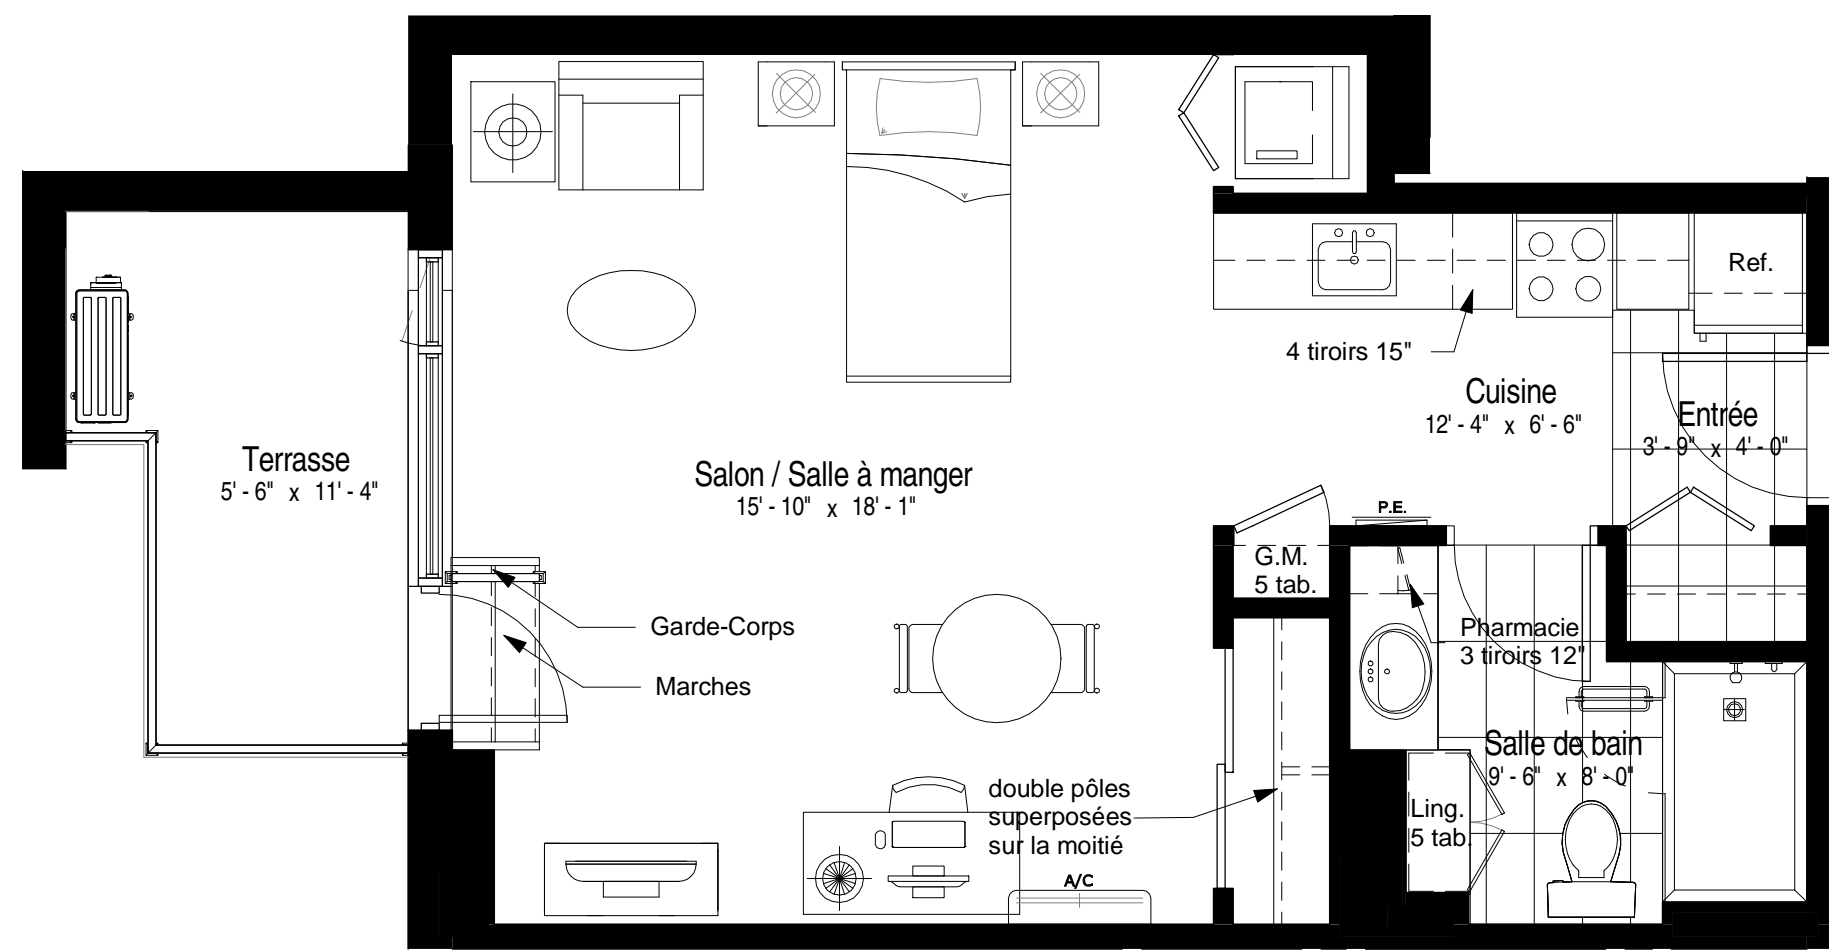 Ref.
4 tiroirs 15"
Cuisine
12' - 4" x 6' - 6"
Entrée
3' - 9" x 4' - 0"
Terrasse
5' - 6" x 11' - 4"
Salon / Salle à manger
15' - 10" x 18' - 1"
P.E.
G.M.
5 tab.
Garde-Corps
Marches
Pharmacie
3 tiroirs 12"
Salle de bain
9' - 6" x 8' - 0"
double pôles
superposées
sur la moitié
Ling.
5 tab.
A/C